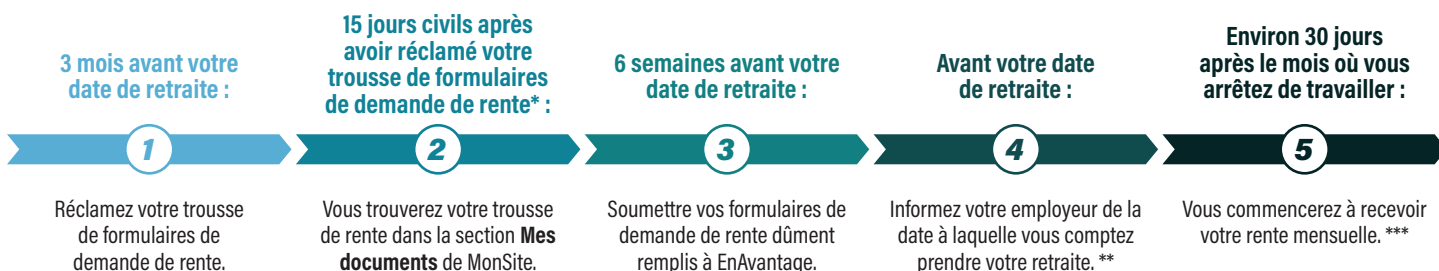 3 mois avant votre
date de retraite :
1
Réclamez votre trousse
de formulaires de
demande de rente.
15 jours civils après
avoir réclamé votre
trousse de formulaires
de demande de rente* :
2
Vous trouverez votre trousse
de rente dans la section Mes
documents de MonSite.
6 semaines avant votre
date de retraite :
3
Soumettre vos formulaires de
demande de rente dûment
remplis à EnAvantage.
Avant votre date
de retraite :
4
Informez votre employeur de la
date à laquelle vous comptez
prendre votre retraite. **
Environ 30 jours
après le mois où vous
arrêtez de travailler :
5
Vous commencerez à recevoir
votre rente mensuelle. ***